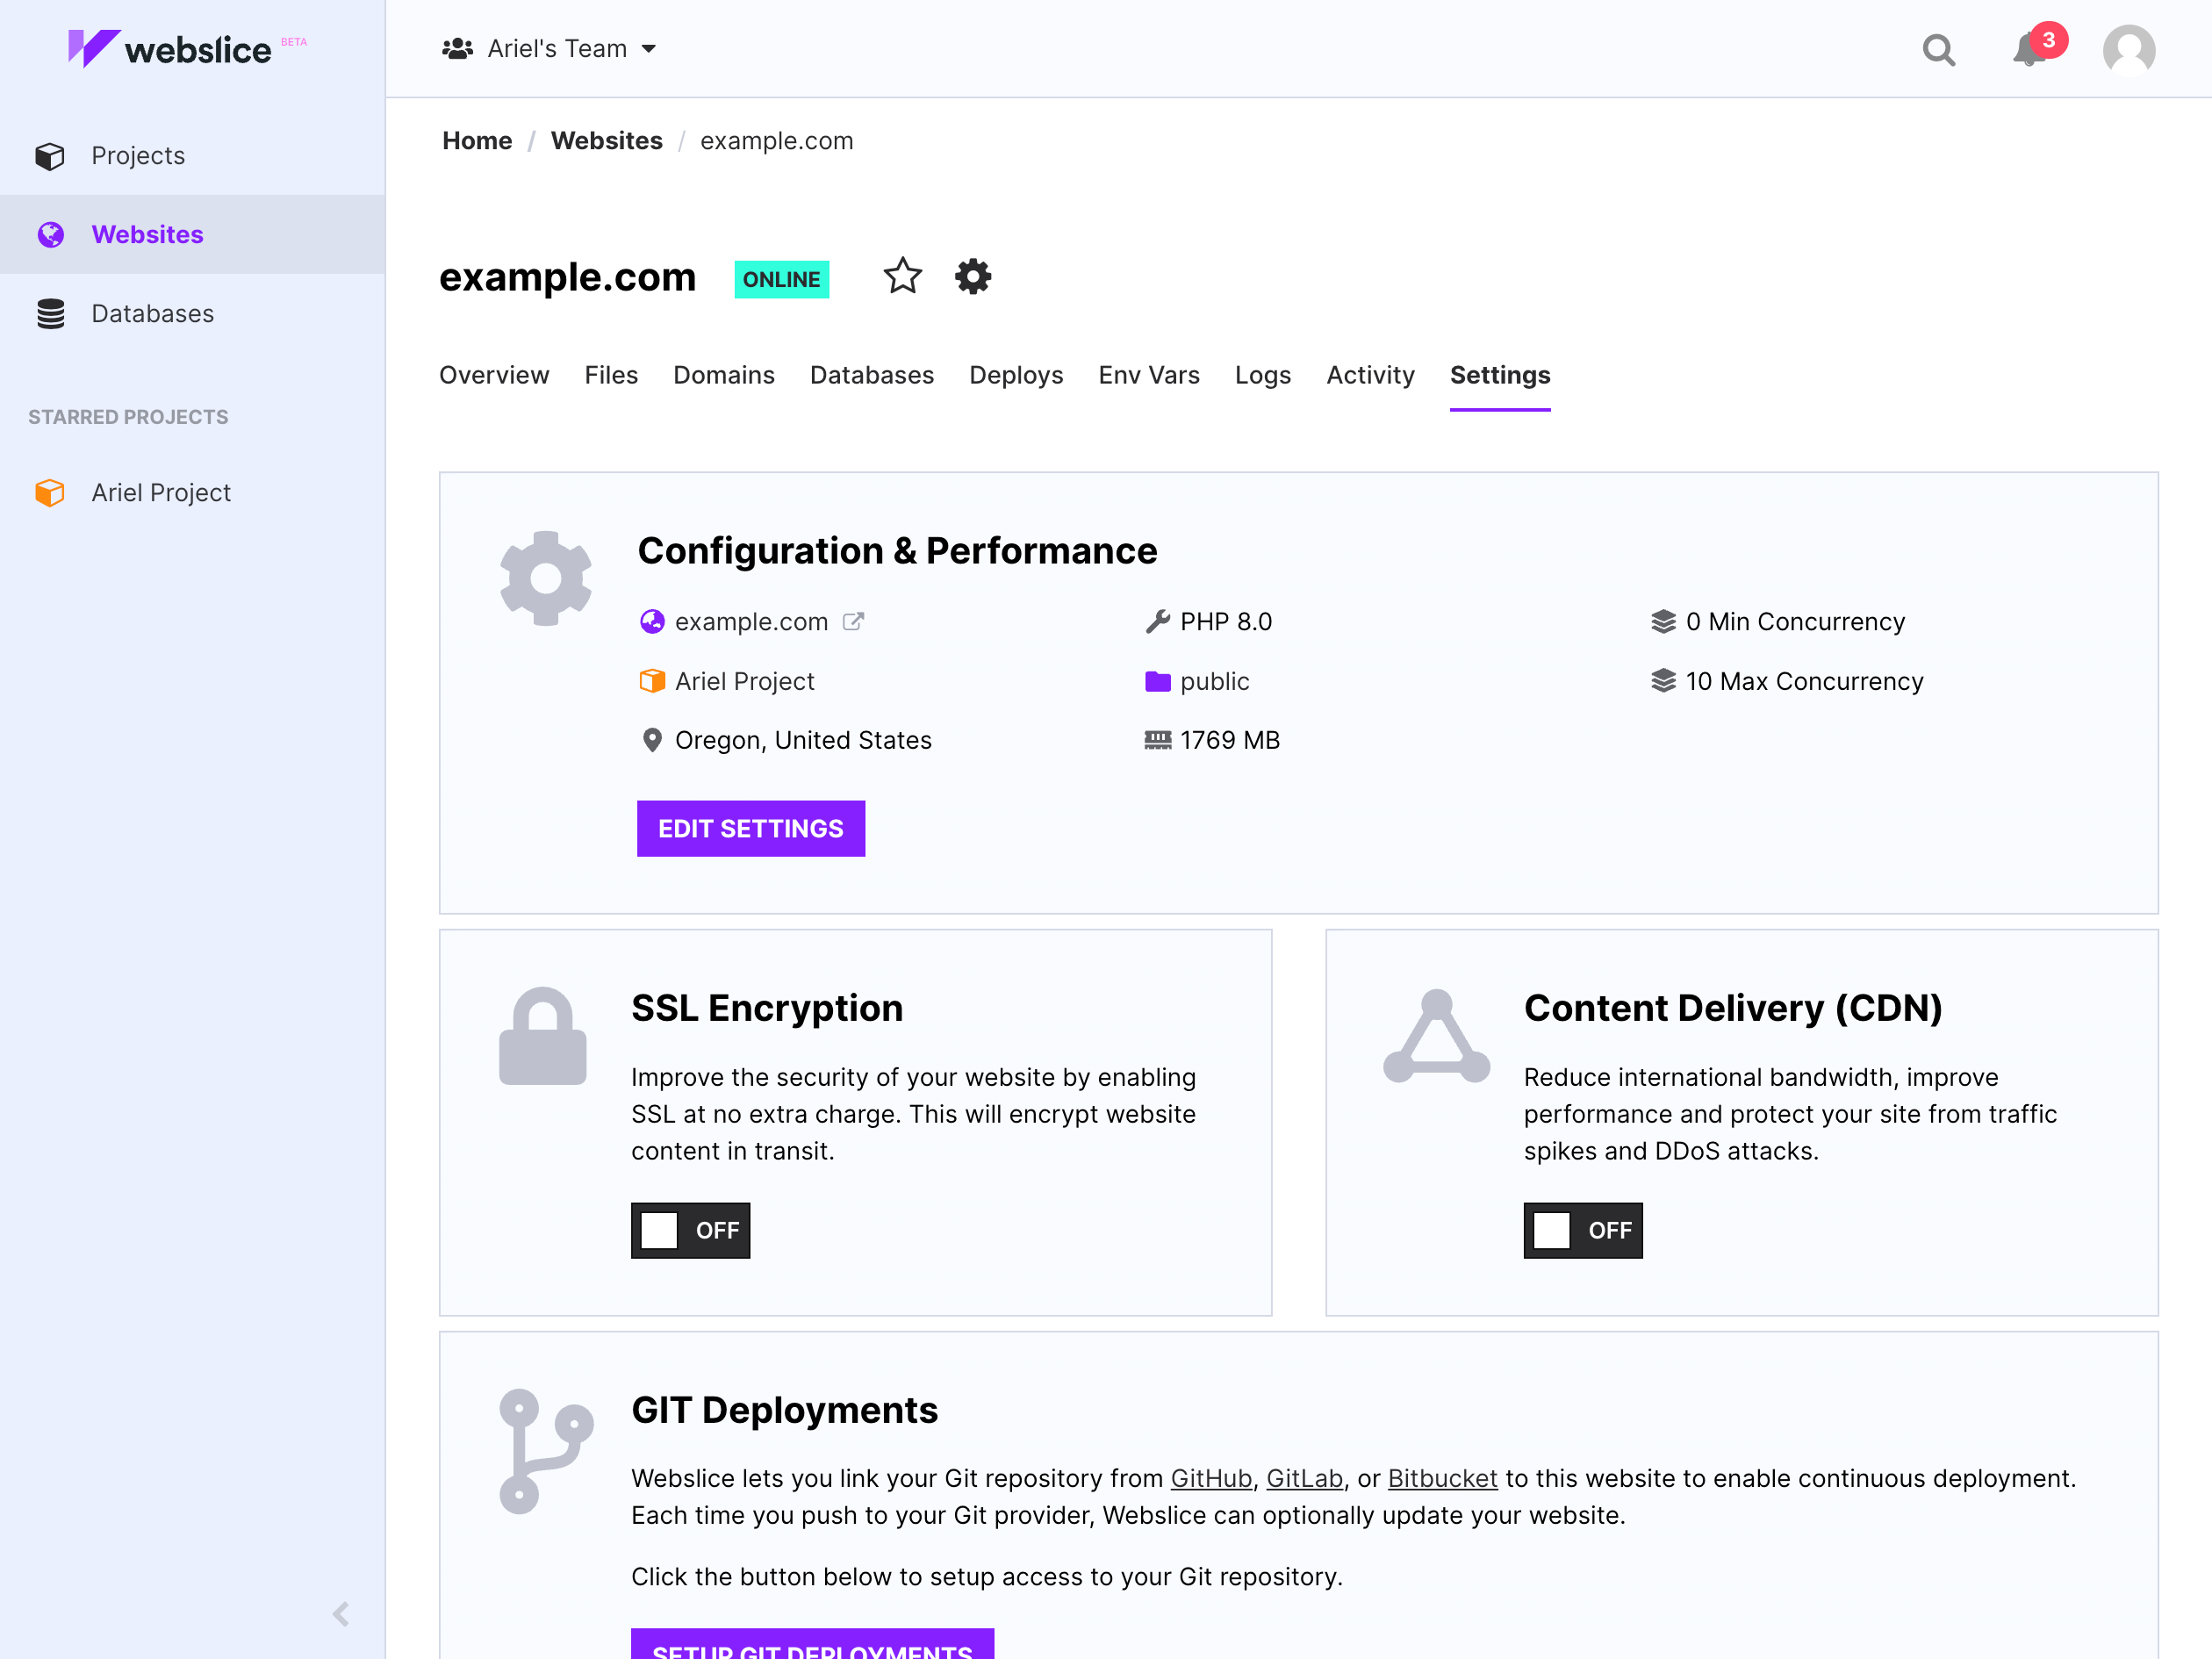 webslice BETA
Ariel's Team
3
Projects
Websites
Databases
STARRED PROJECTS
Ariel Project
Home / Websites / example.com
example.com ONLINE
Overview Files Domains Databases Deploys Env Vars Logs Activity Settings
Configuration & Performance
example.com PHP 8.0 0 Min Concurrency
Ariel Project public 10 Max Concurrency
Oregon, United States 1769 MB
EDIT SETTINGS
SSL Encryption
Improve the security of your website by enabling
SSL at no extra charge. This will encrypt website
content in transit.
OFF
Content Delivery (CDN)
Reduce international bandwidth, improve
performance and protect your site from traffic
spikes and DDoS attacks.
OFF
GIT Deployments
Webslice lets you link your Git repository from GitHub, GitLab, or Bitbucket to this website to enable continuous deployment.
Each time you push to your Git provider, Webslice can optionally update your website.
Click the button below to setup access to your Git repository.
SETUP GIT DEPLOYMENTS